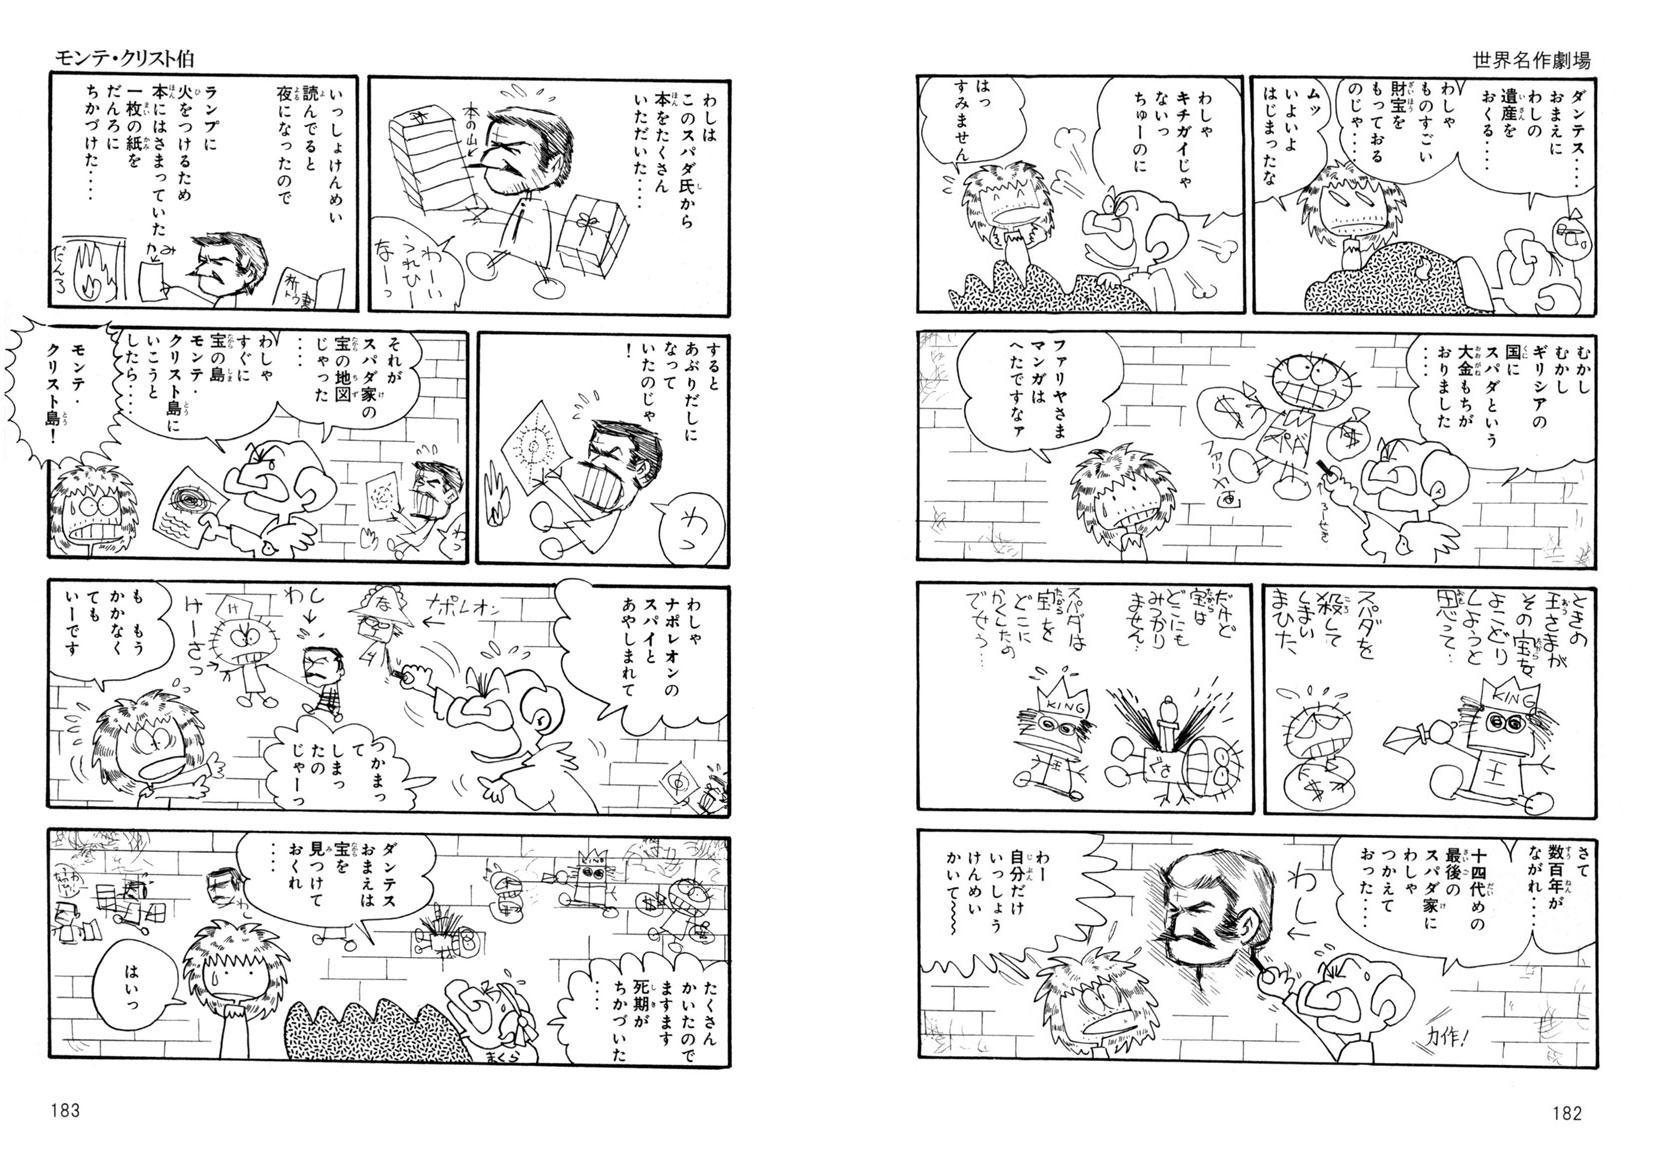 世界名作劇場
ダンテス‥‥
おまえに
わしの
遺産を
おくる‥‥
わしゃ
ものすごい
財宝を
もっておる
のじゃ‥‥
ムッ
いよいよ
はじまったな
わしゃ
キチガイじゃ
ないっ
ちゅーのに
はっ
すみません
むかし
むかし
ギリシアの
国に
スパダという
大金もちが
おりました
‥‥
スパダ
ファリヤ画
ろーせき
ファリヤさま
マンガは
へたですなァ
ときの
王さまが
その宝を
よこどり
しようと
思って…
スパダを
殺して
しまい
まひた、
KING
王
だけど
宝は
どこにも
みつかり
ません…
スパダは
宝を
どこに
かくしたの
でせう…
KING
王
さて
数百年が
ながれ‥‥
十四代めの
最後の
スパダ家に
わしゃ
つかえて
おった‥‥
わし
力作!
わー
自分だけ
いっしょう
けんめい
かいて〜〜〜
182
モンテ・クリスト伯
わしは
このスパダ氏から
本をたくさん
いただいた‥‥
本の山
わーい
うれひー
なーっ
いっしょけんめい
読んでると
夜になったので
ランプに
火をつけるため
本にはさまっていた
一枚の紙を
だんろに
ちかづけた‥‥
かみ
だんろ
すると
あぶりだしに
なって
いたのじゃ
!
わっ
それが
スパダ家の
宝の地図
じゃった
‥‥
わしゃ
すぐに
宝の島
モンテ・
クリスト島に
いこうと
したら‥‥
わっ
モンテ・
クリスト島!
わしゃ
ナポレオンの
スパイと
あやしまれて
ナポレオン
な
わし
けーさつ
つかまっ
て
しまっ
たの
じゃーっ
も もう
かかなく
ても
いーです
たくさん
かいたので
ますます
死期が
ちかづいた
‥‥
まくら
ダンテス
おまえは
宝を
見つけて
おくれ
‥‥
KING
わし
はいっ
183